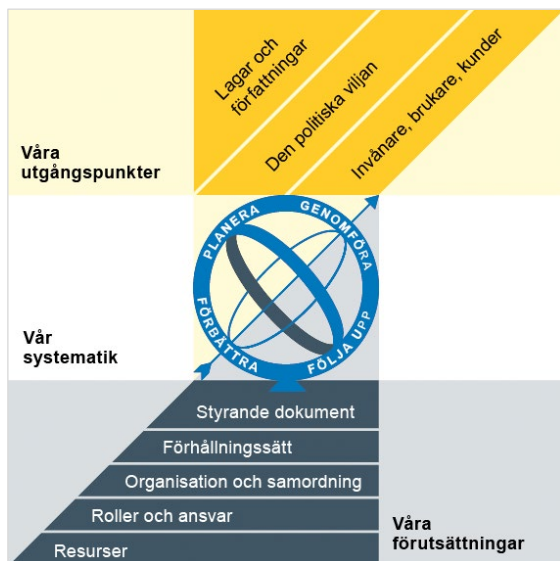 Lagar och
författningar
Den politiska viljan
Invånare, brukare, kunder
Våra
utgångspunkter
PLANERA
GENOMFÖRA
FÖLJA UPP
FÖRBÄTTRA
Vår
systematik
Styrande dokument
Förhållningssätt
Organisation och samordning
Roller och ansvar
Resurser
Våra
förutsättningar